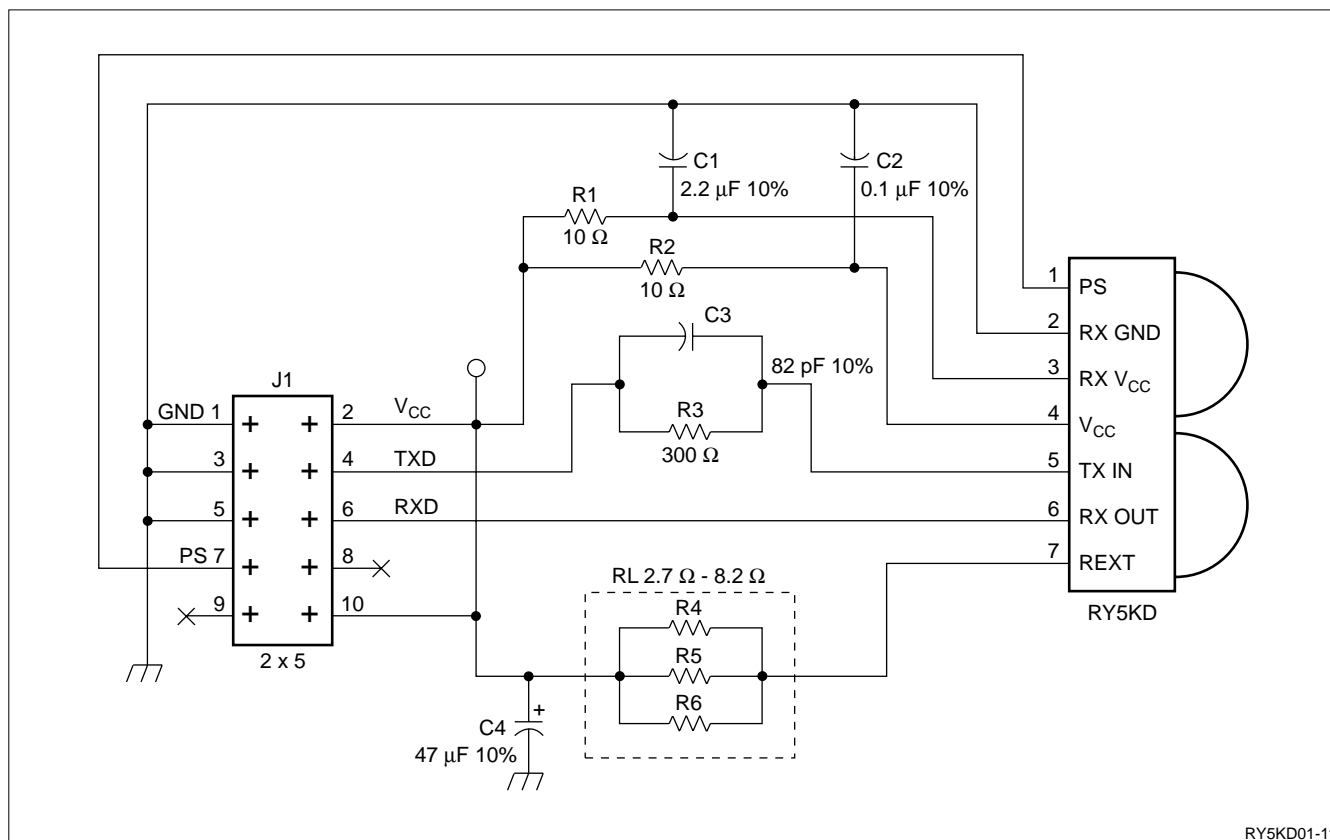 C1
2.2 μF 10%
C2
0.1 μF 10%
R1
10 Ω
R2
10 Ω
C3
82 pF 10%
R3
300 Ω
J1
GND 1
2
VCC
3
4
TXD
5
6
RXD
PS 7
8
9
10
2 x 5
RL 2.7 Ω - 8.2 Ω
R4
R5
R6
+
C4
47 μF 10%
1 PS
2 RX GND
3 RX VCC
4 VCC
5 TX IN
6 RX OUT
7 REXT
RY5KD